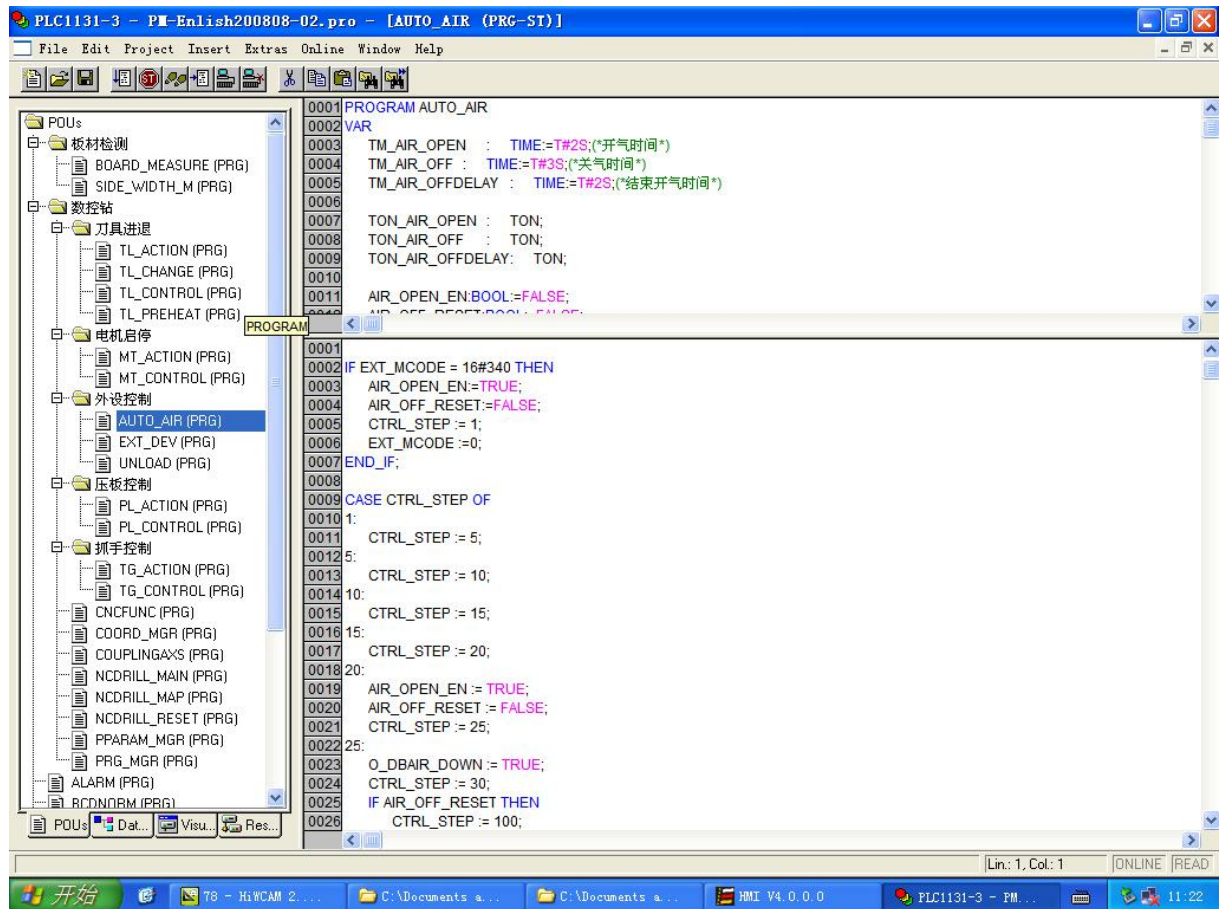 PLC1131-3 - PM-Enlish200808-02.pro - [AUTO_AIR (PRG-ST)]
File Edit Project Insert Extras Online Window Help
POUs
板材检测
BOARD_MEASURE (PRG)
SIDE_WIDTH_M (PRG)
数控钻
刀具进退
TL_ACTION (PRG)
TL_CHANGE (PRG)
TL_CONTROL (PRG)
TL_PREHEAT (PRG)
PROGRAM
电机启停
MT_ACTION (PRG)
MT_CONTROL (PRG)
外设控制
AUTO_AIR (PRG)
EXT_DEV (PRG)
UNLOAD (PRG)
压板控制
PL_ACTION (PRG)
PL_CONTROL (PRG)
抓手控制
TG_ACTION (PRG)
TG_CONTROL (PRG)
CNCFUNC (PRG)
COORD_MGR (PRG)
COUPLINGAXS (PRG)
NCDRILL_MAIN (PRG)
NCDRILL_MAP (PRG)
NCDRILL_RESET (PRG)
PPARAM_MGR (PRG)
PRG_MGR (PRG)
ALARM (PRG)
BCDNORM (PRG)
POUs Dat... Visu... Res...
0001 PROGRAM AUTO_AIR
0002 VAR
0003 TM_AIR_OPEN : TIME:=T#2S;(*开气时间*)
0004 TM_AIR_OFF : TIME:=T#3S;(*关气时间*)
0005 TM_AIR_OFFDELAY : TIME:=T#2S;(*结束开气时间*)
0006
0007 TON_AIR_OPEN : TON;
0008 TON_AIR_OFF : TON;
0009 TON_AIR_OFFDELAY: TON;
0010
0011 AIR_OPEN_EN:BOOL:=FALSE;
0012 AIR_OFF_RESET:BOOL:=FALSE;
0001
0002 IF EXT_MCODE = 16#340 THEN
0003 AIR_OPEN_EN:=TRUE;
0004 AIR_OFF_RESET:=FALSE;
0005 CTRL_STEP := 1;
0006 EXT_MCODE :=0;
0007 END_IF;
0008
0009 CASE CTRL_STEP OF
0010 1:
0011 CTRL_STEP := 5;
0012 5:
0013 CTRL_STEP := 10;
0014 10:
0015 CTRL_STEP := 15;
0016 15:
0017 CTRL_STEP := 20;
0018 20:
0019 AIR_OPEN_EN := TRUE;
0020 AIR_OFF_RESET := FALSE;
0021 CTRL_STEP := 25;
0022 25:
0023 O_DBAIR_DOWN := TRUE;
0024 CTRL_STEP := 30;
0025 IF AIR_OFF_RESET THEN
0026 CTRL_STEP := 100;
Lin.: 1, Col.: 1 ONLINE READ
开始 78 - HiWCAM 2.... C:\Documents a... C:\Documents a... HMI V4.0.0.0 PLC1131-3 - PM... 11:22